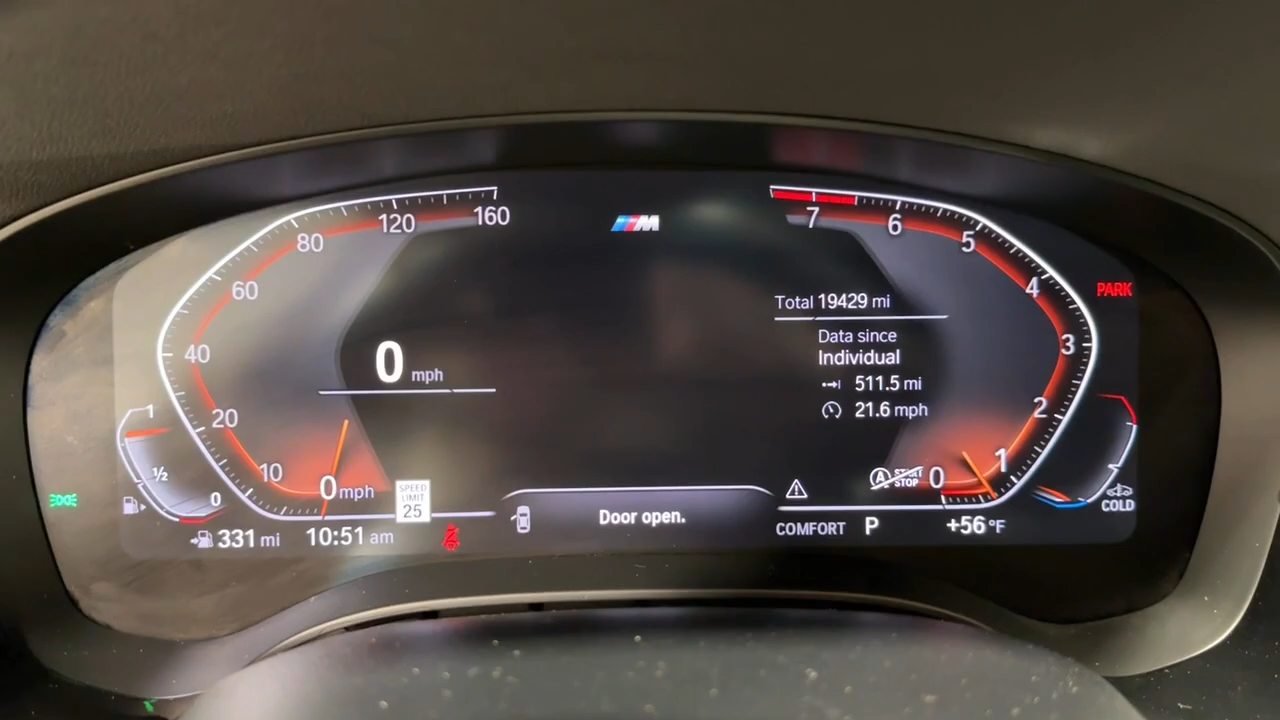 160
120
80
60
40
20
10
0 mph
0 mph
1
½
0
SPEED
LIMIT
25
331 mi
10:51 am
M
Door open.
7
6
5
4
3
2
1
0
Total 19429 mi
Data since
Individual
511.5 mi
21.6 mph
A START
STOP
COMFORT P
+56 °F
PARK
COLD